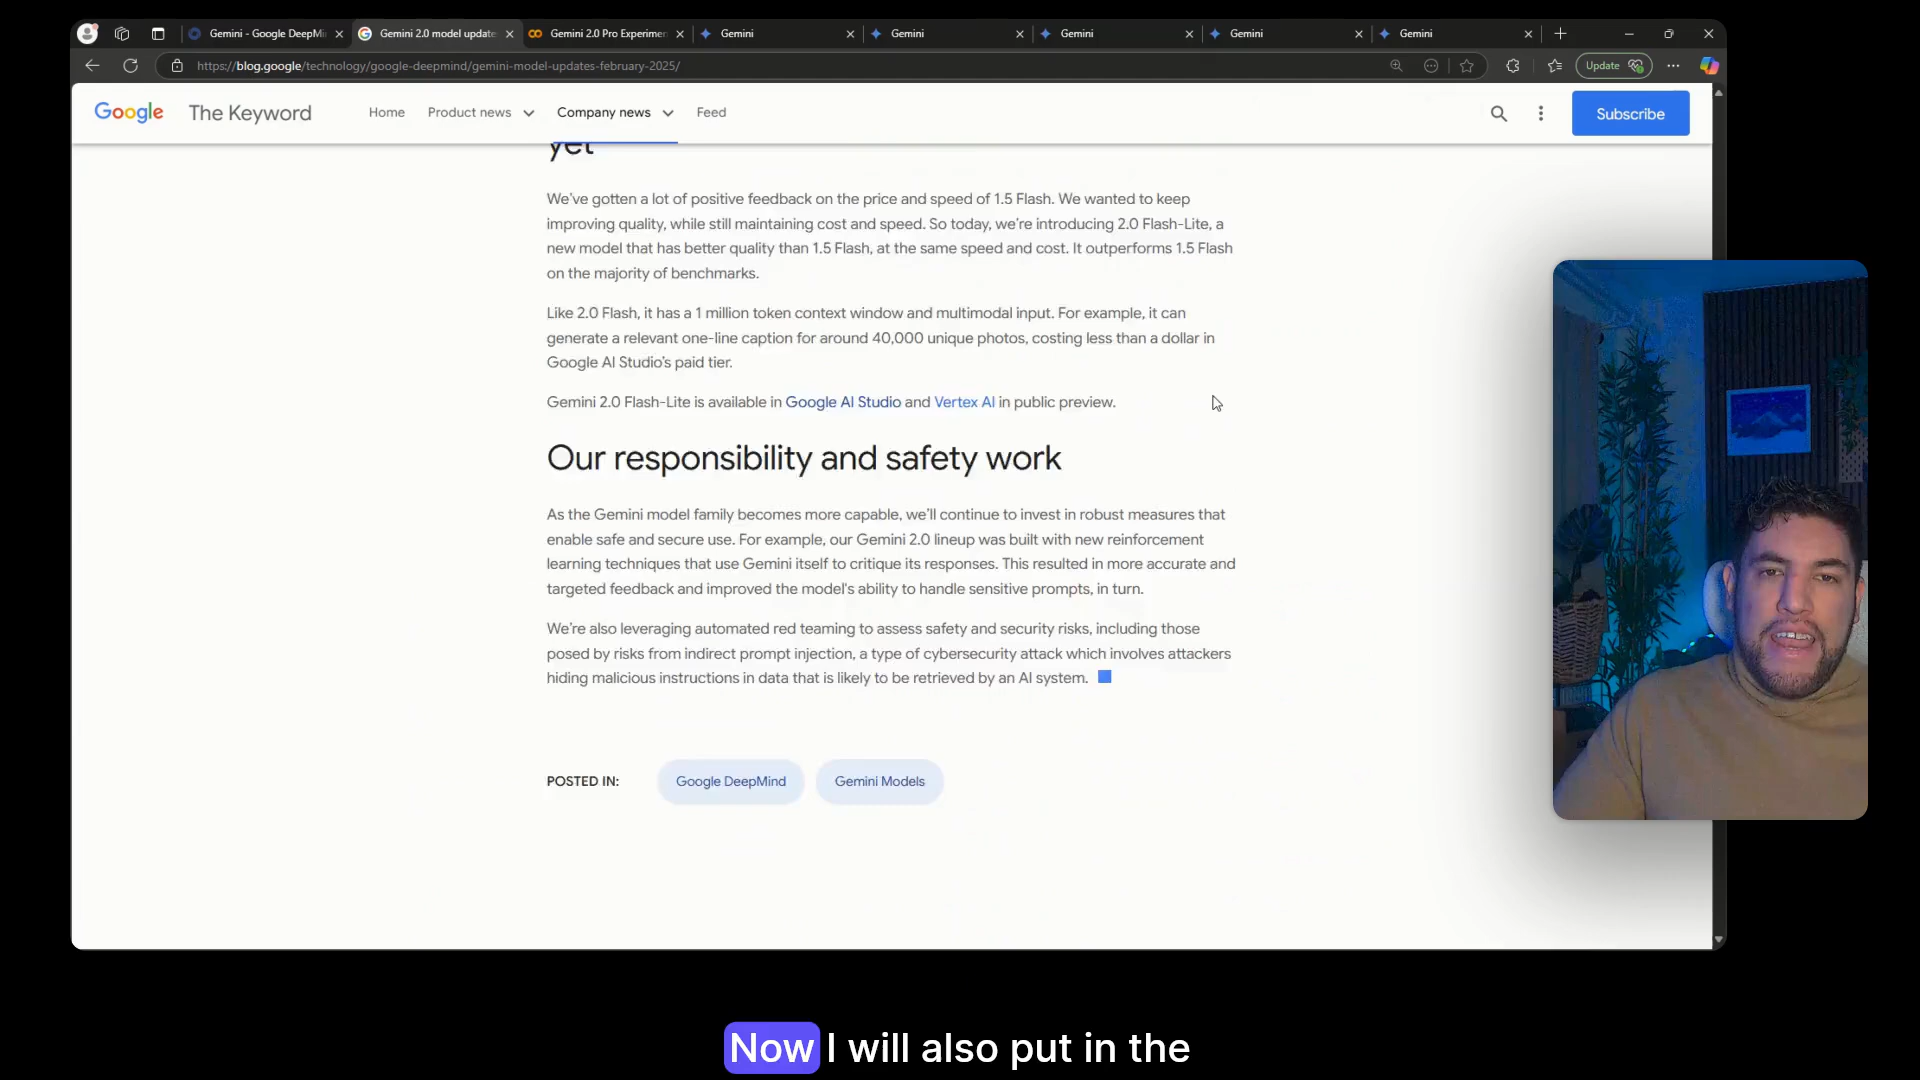 Gemini - Google DeepMi
Gemini 2.0 model update
Gemini 2.0 Pro Experimen
Gemini
Gemini
Gemini
Gemini
Gemini
https://blog.google/technology/google-deepmind/gemini-model-updates-february-2025/
Update
Google The Keyword
Home
Product news
Company news
Feed
Subscribe
yet
We've gotten a lot of positive feedback on the price and speed of 1.5 Flash. We wanted to keep
improving quality, while still maintaining cost and speed. So today, we're introducing 2.0 Flash-Lite, a
new model that has better quality than 1.5 Flash, at the same speed and cost. It outperforms 1.5 Flash
on the majority of benchmarks.
Like 2.0 Flash, it has a 1 million token context window and multimodal input. For example, it can
generate a relevant one-line caption for around 40,000 unique photos, costing less than a dollar in
Google AI Studio's paid tier.
Gemini 2.0 Flash-Lite is available in Google AI Studio and Vertex AI in public preview.
Our responsibility and safety work
As the Gemini model family becomes more capable, we'll continue to invest in robust measures that
enable safe and secure use. For example, our Gemini 2.0 lineup was built with new reinforcement
learning techniques that use Gemini itself to critique its responses. This resulted in more accurate and
targeted feedback and improved the model's ability to handle sensitive prompts, in turn.
We're also leveraging automated red teaming to assess safety and security risks, including those
posed by risks from indirect prompt injection, a type of cybersecurity attack which involves attackers
hiding malicious instructions in data that is likely to be retrieved by an AI system.
POSTED IN:
Google DeepMind
Gemini Models
Now I will also put in the